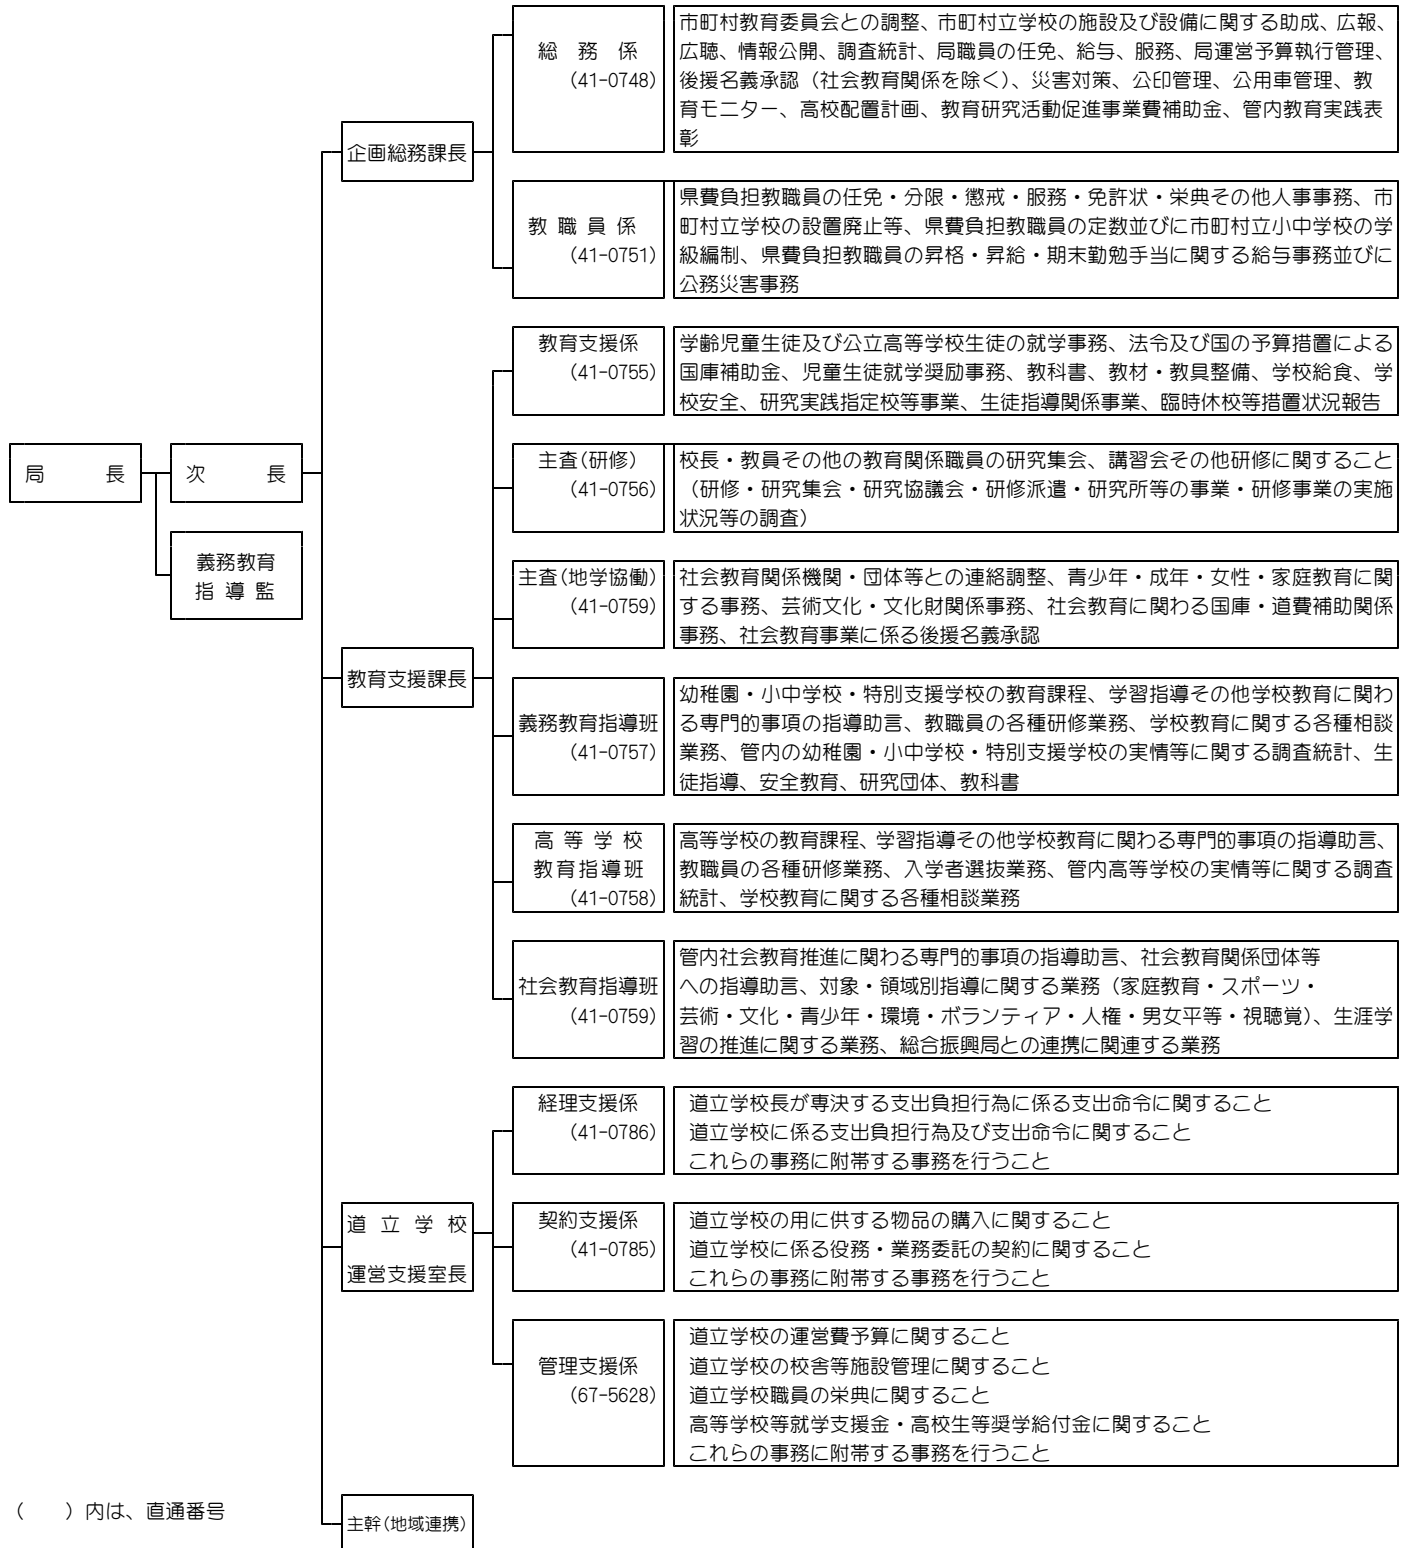 総務係
(41-0748)
市町村教育委員会との調整、市町村立学校の施設及び設備に関する助成、広報、
広聴、情報公開、調査統計、局職員の任免、給与、服務、局運営予算執行管理、
後援名義承認（社会教育関係を除く）、災害対策、公印管理、公用車管理、教
育モニター、高校配置計画、教育研究活動促進事業費補助金、管内教育実践表
彰
企画総務課長
教職員係
(41-0751)
県費負担教職員の任免・分限・懲戒・服務・免許状・栄典その他人事事務、市
町村立学校の設置廃止等、県費負担教職員の定数並びに市町村立小中学校の学
級編制、県費負担教職員の昇格・昇給・期末勤勉手当に関する給与事務並びに
公務災害事務
教育支援係
(41-0755)
学齢児童生徒及び公立高等学校生徒の就学事務、法令及び国の予算措置による
国庫補助金、児童生徒就学奨励事務、教科書、教材・教具整備、学校給食、学
校安全、研究実践指定校等事業、生徒指導関係事業、臨時休校等措置状況報告
局　　　長
次　　　長
主査(研修)
(41-0756)
校長・教員その他の教育関係職員の研究集会、講習会その他研修に関すること
（研修・研究集会・研究協議会・研修派遣・研究所等の事業・研修事業の実施
状況等の調査）
義務教育
指導監
主査(地学協働)
(41-0759)
社会教育関係機関・団体等との連絡調整、青少年・成年・女性・家庭教育に関
する事務、芸術文化・文化財関係事務、社会教育に関わる国庫・道費補助関係
事務、社会教育事業に係る後援名義承認
教育支援課長
義務教育指導班
(41-0757)
幼稚園・小中学校・特別支援学校の教育課程、学習指導その他学校教育に関わ
る専門的事項の指導助言、教職員の各種研修業務、学校教育に関する各種相談
業務、管内の幼稚園・小中学校・特別支援学校の実情等に関する調査統計、生
徒指導、安全教育、研究団体、教科書
高等学校
教育指導班
(41-0758)
高等学校の教育課程、学習指導その他学校教育に関わる専門的事項の指導助言、
教職員の各種研修業務、入学者選抜業務、管内高等学校の実情等に関する調査
統計、学校教育に関する各種相談業務
社会教育指導班
(41-0759)
管内社会教育推進に関わる専門的事項の指導助言、社会教育関係団体等
への指導助言、対象・領域別指導に関する業務（家庭教育・スポーツ・
芸術・文化・青少年・環境・ボランティア・人権・男女平等・視聴覚）、生涯学
習の推進に関する業務、総合振興局との連携に関連する業務
経理支援係
(41-0786)
道立学校長が専決する支出負担行為に係る支出命令に関すること
道立学校に係る支出負担行為及び支出命令に関すること
これらの事務に附帯する事務を行うこと
道立学校
運営支援室長
契約支援係
(41-0785)
道立学校の用に供する物品の購入に関すること
道立学校に係る役務・業務委託の契約に関すること
これらの事務に附帯する事務を行うこと
管理支援係
(67-5628)
道立学校の運営費予算に関すること
道立学校の校舎等施設管理に関すること
道立学校職員の栄典に関すること
高等学校等就学支援金・高校生等奨学給付金に関すること
これらの事務に附帯する事務を行うこと
（　　）内は、直通番号
主幹(地域連携)